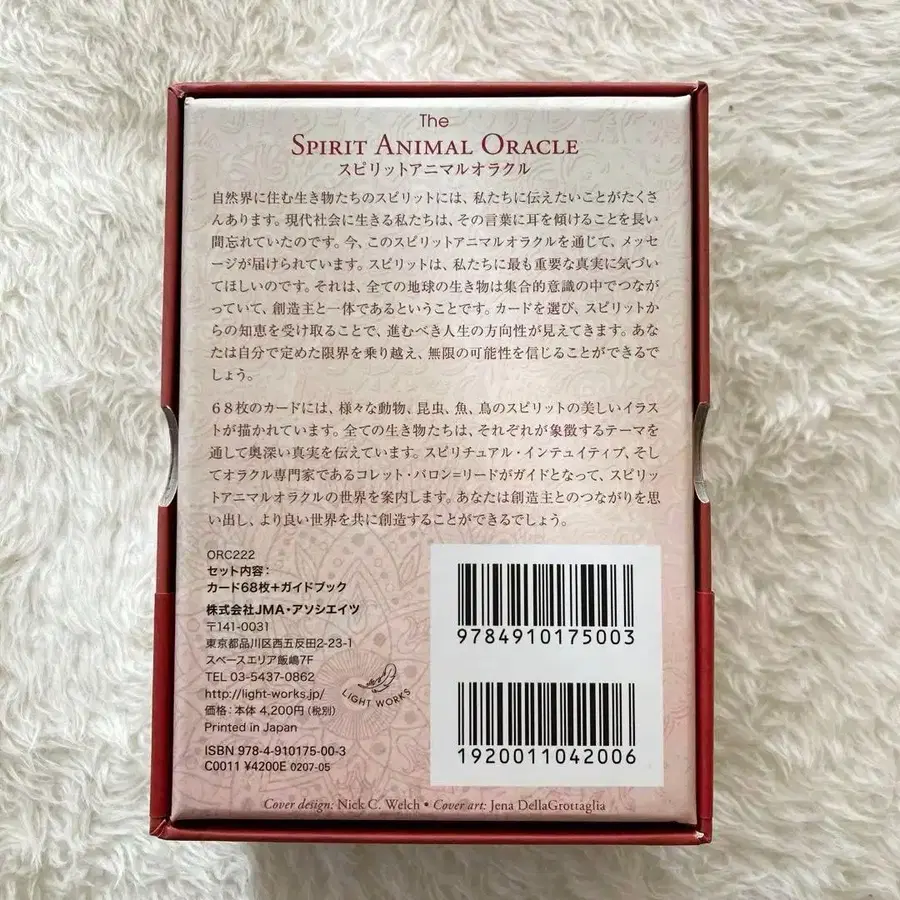 The
SPIRIT ANIMAL ORACLE
スピリットアニマルオラクル
自然界に住む生き物たちのスピリットには、私たちに伝えたいことがたくさ
んあります。現代社会に生きる私たちは、その言葉に耳を傾けることを長い
間忘れていたのです。今、このスピリットアニマルオラクルを通じて、メッセ
ージが届けられています。スピリットは、私たちに最も重要な真実に気づい
てほしいのです。それは、全ての地球の生き物は集合的意識の中でつなが
っていて、創造主と一体であるということです。カードを選び、スピリットか
らの知恵を受け取ることで、進むべき人生の方向性が見えてきます。あな
たは自分で定めた限界を乗り越え、無限の可能性を信じることができるで
しょう。
68枚のカードには、様々な動物、昆虫、魚、鳥のスピリットの美しいイラス
トが描かれています。全ての生き物たちは、それぞれが象徴するテーマを
通して奥深い真実を伝えています。スピリチュアル・インテュイティブ、そし
てオラクル専門家であるコレット・バロン=リードがガイドとなって、スピリッ
トアニマルオラクルの世界を案内します。あなたは創造主とのつながりを思
い出し、より良い世界を共に創造することができるでしょう。
ORC222
セット内容:
カード68枚+ガイドブック
株式会社JMA・アソシエイツ
〒141-0031
東京都品川区西五反田2-23-1
スペースエリア飯嶋7F
TEL 03-5437-0862
http://light-works.jp/
価格:本体 4,200円(税別)
Printed in Japan
ISBN 978-4-910175-00-3
C0011 ¥4200E 0207-05
LIGHT WORKS
9784910175003
1920011042006
Cover design: Nick C. Welch • Cover art: Jena DellaGrottaglia